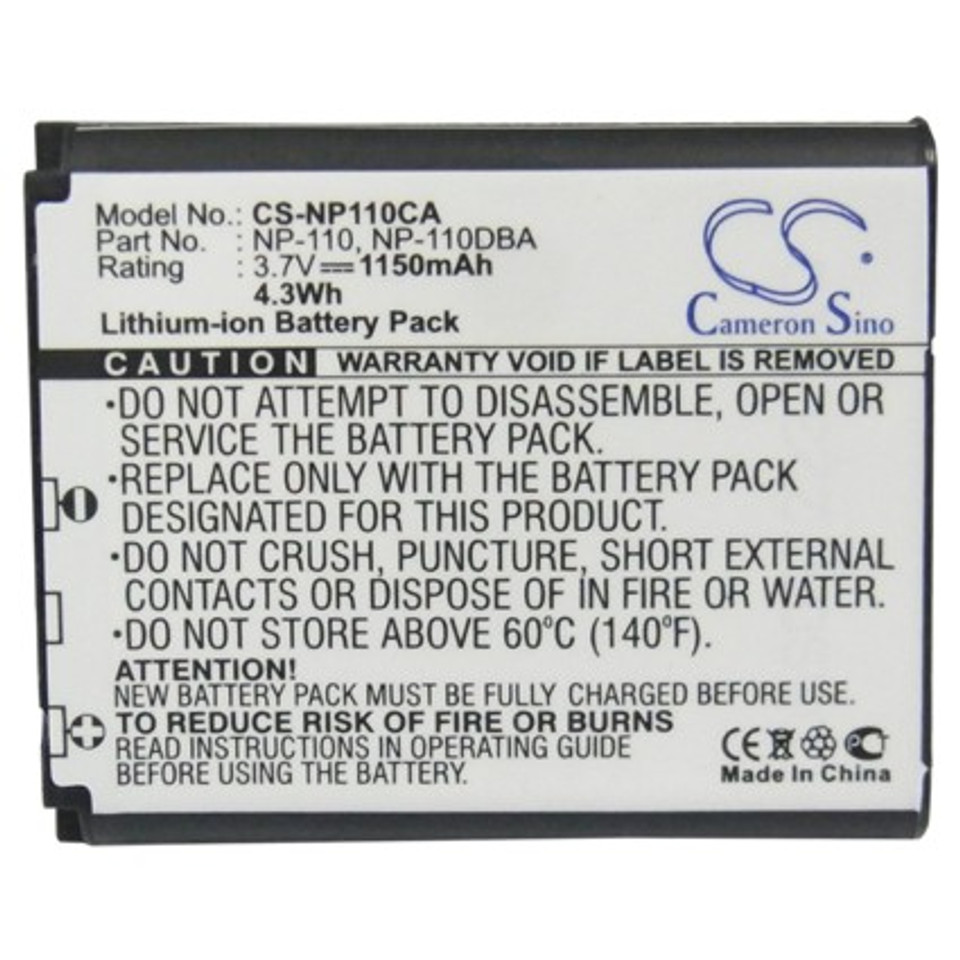 Model No.: CS-NP110CA
Part No. : NP-110, NP-110DBA
Rating : 3.7V 1150mAh
4.3Wh
Lithium-ion Battery Pack
CS
Cameron Sino
CAUTION WARRANTY VOID IF LABEL IS REMOVED
·DO NOT ATTEMPT TO DISASSEMBLE, OPEN OR
SERVICE THE BATTERY PACK.
·REPLACE ONLY WITH THE BATTERY PACK
DESIGNATED FOR THIS PRODUCT.
·DO NOT CRUSH, PUNCTURE, SHORT EXTERNAL
CONTACTS OR DISPOSE OF IN FIRE OR WATER.
·DO NOT STORE ABOVE 60°C (140°F).
ATTENTION!
NEW BATTERY PACK MUST BE FULLY CHARGED BEFORE USE.
TO REDUCE RISK OF FIRE OR BURNS
READ INSTRUCTIONS IN OPERATING GUIDE
BEFORE USING THE BATTERY.
CE
Made In China